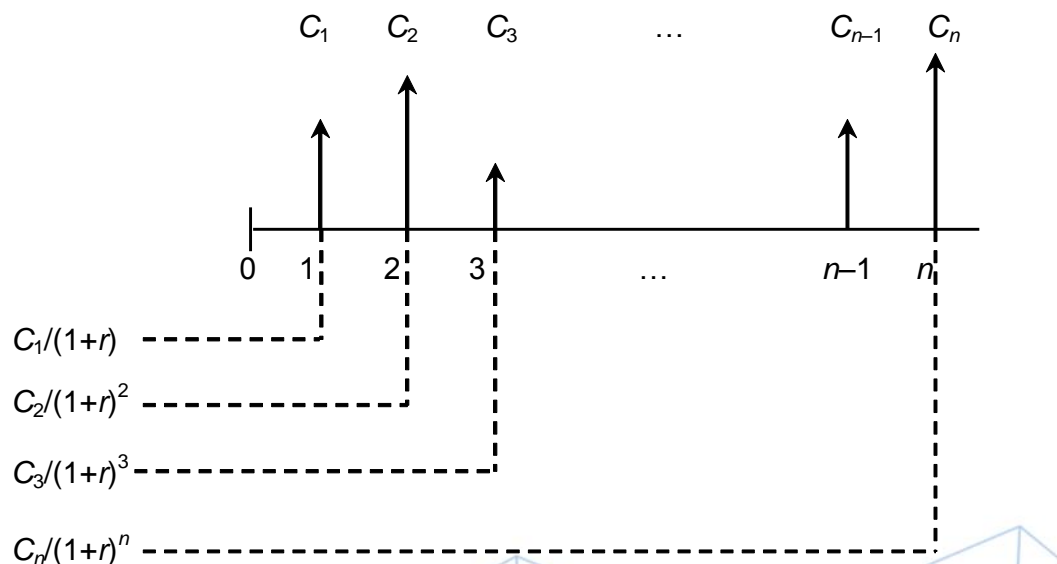 C₁ C₂ C₃ … Cₙ₋₁ Cₙ
0 1 2 3 … n–1 n
C₁/(1+r)
C₂/(1+r)²
C₃/(1+r)³
Cₙ/(1+r)ⁿ